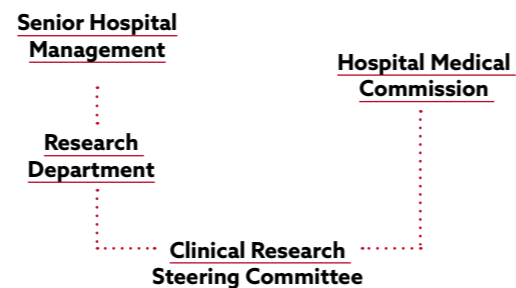 Senior Hospital
Management
Hospital Medical
Commission
Research
Department
Clinical Research
Steering Committee